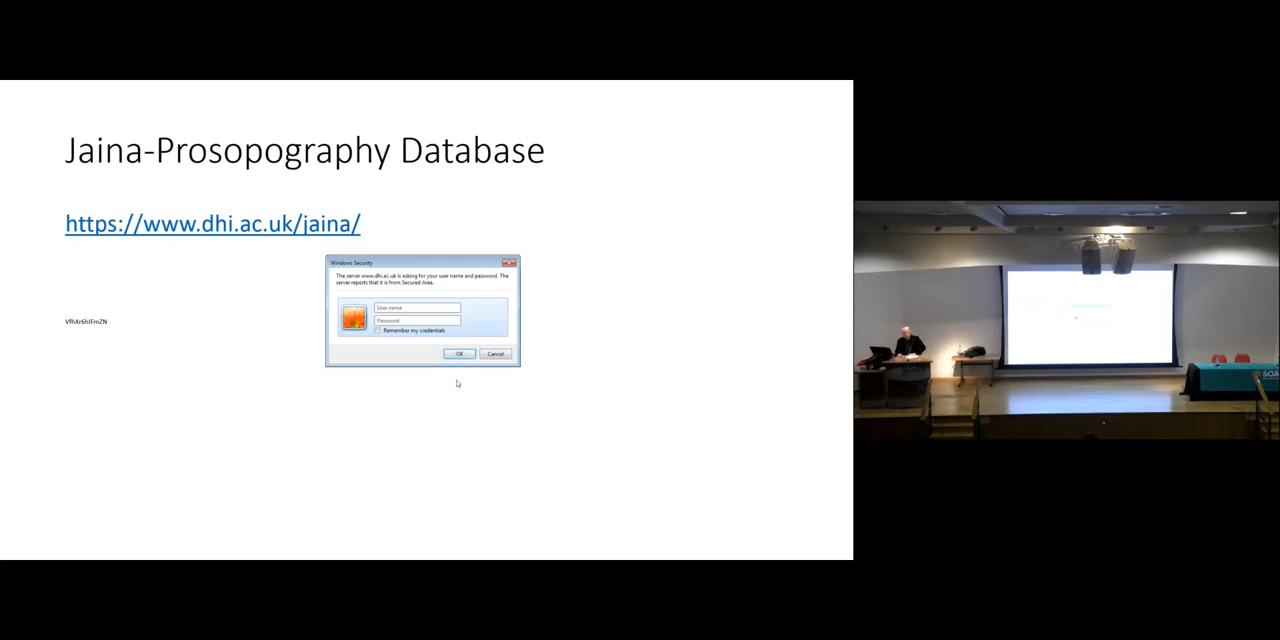 Jaina-Prosopography Database
https://www.dhi.ac.uk/jaina/
Windows Security
The server www.dhi.ac.uk is asking for your user name and password. The
server reports that it is from Secured Area.
User name
Password
Remember my credentials
OK
Cancel
VfhXr6hIFmZN
SOA